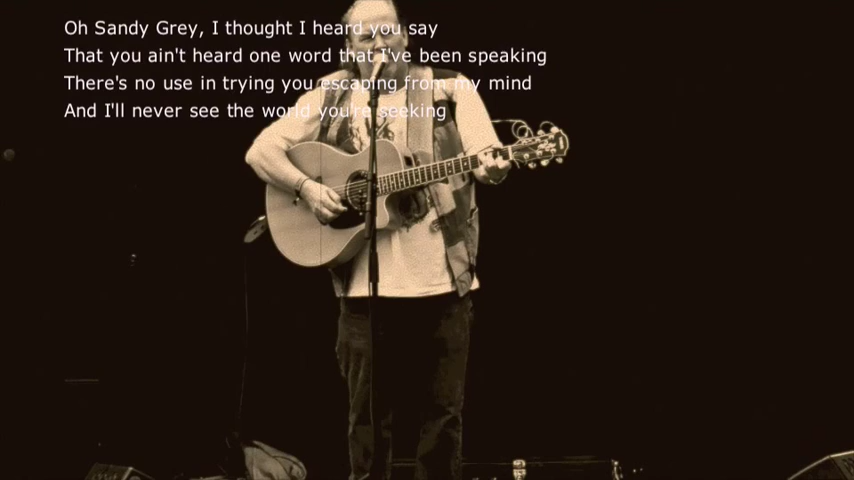 Oh Sandy Grey, I thought I heard you say
That you ain't heard one word that I've been speaking
There's no use in trying you escaping from my mind
And I'll never see the world you're seeking